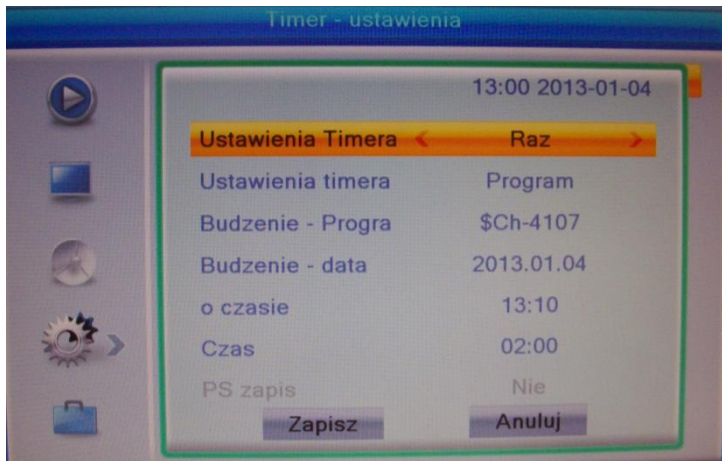 Timer - ustawienia
13:00 2013-01-04
Ustawienia Timera < Raz >
Ustawienia timera Program
Budzenie - Progra $Ch-4107
Budzenie - data 2013.01.04
o czasie 13:10
Czas 02:00
PS zapis Nie
Zapisz Anuluj